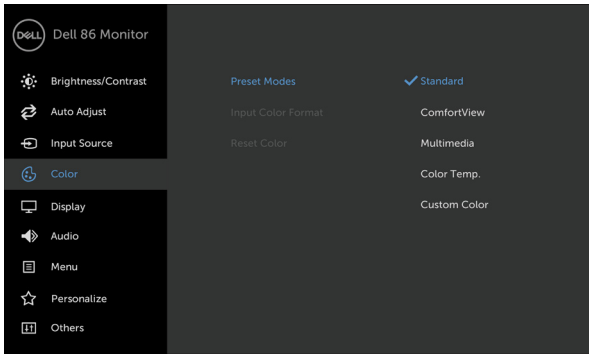 DELL Dell 86 Monitor
Brightness/Contrast
Auto Adjust
Input Source
Color
Display
Audio
Menu
Personalize
Others
Preset Modes
Input Color Format
Reset Color
Standard
ComfortView
Multimedia
Color Temp.
Custom Color